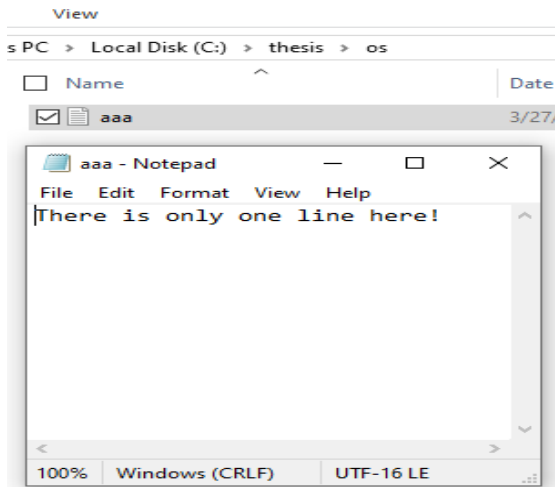 View
s PC > Local Disk (C:) > thesis > os
Name Date
aaa 3/27/
aaa - Notepad
File Edit Format View Help
There is only one line here!
100% Windows (CRLF) UTF-16 LE